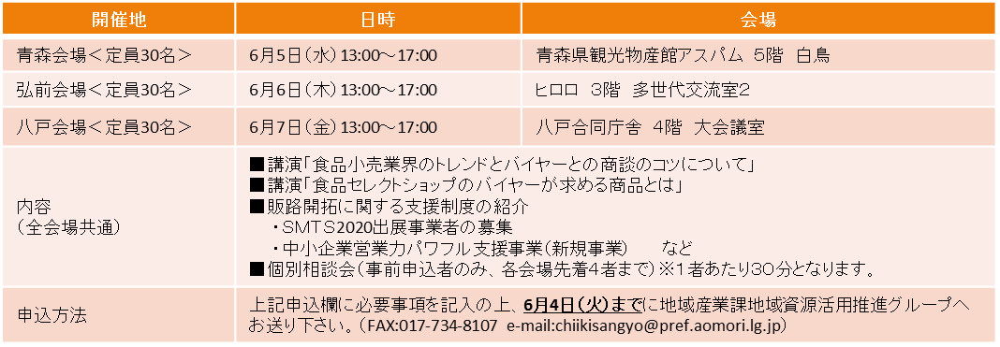 開催地　日時　会場
青森会場＜定員30名＞　6月5日（水）13:00～17:00　青森県観光物産館アスパム　５階　白鳥
弘前会場＜定員30名＞　6月6日（木）13:00～17:00　ヒロロ　３階　多世代交流室２
八戸会場＜定員30名＞　6月7日（金）13:00～17:00　八戸合同庁舎　４階　大会議室
内容
（全会場共通）
■講演「食品小売業界のトレンドとバイヤーとの商談のコツについて」
■講演「食品セレクトショップのバイヤーが求める商品とは」
■販路開拓に関する支援制度の紹介
・ＳＭＴＳ2020出展事業者の募集
・中小企業営業力パワフル支援事業（新規事業）　など
■個別相談会（事前申込者のみ、各会場先着４者まで）※１者あたり３０分となります。
申込方法
上記申込欄に必要事項を記入の上、6月4日（火）までに地域産業課地域資源活用推進グループへ
お送り下さい。（FAX:017-734-8107 e-mail:chiikisangyo@pref.aomori.lg.jp）